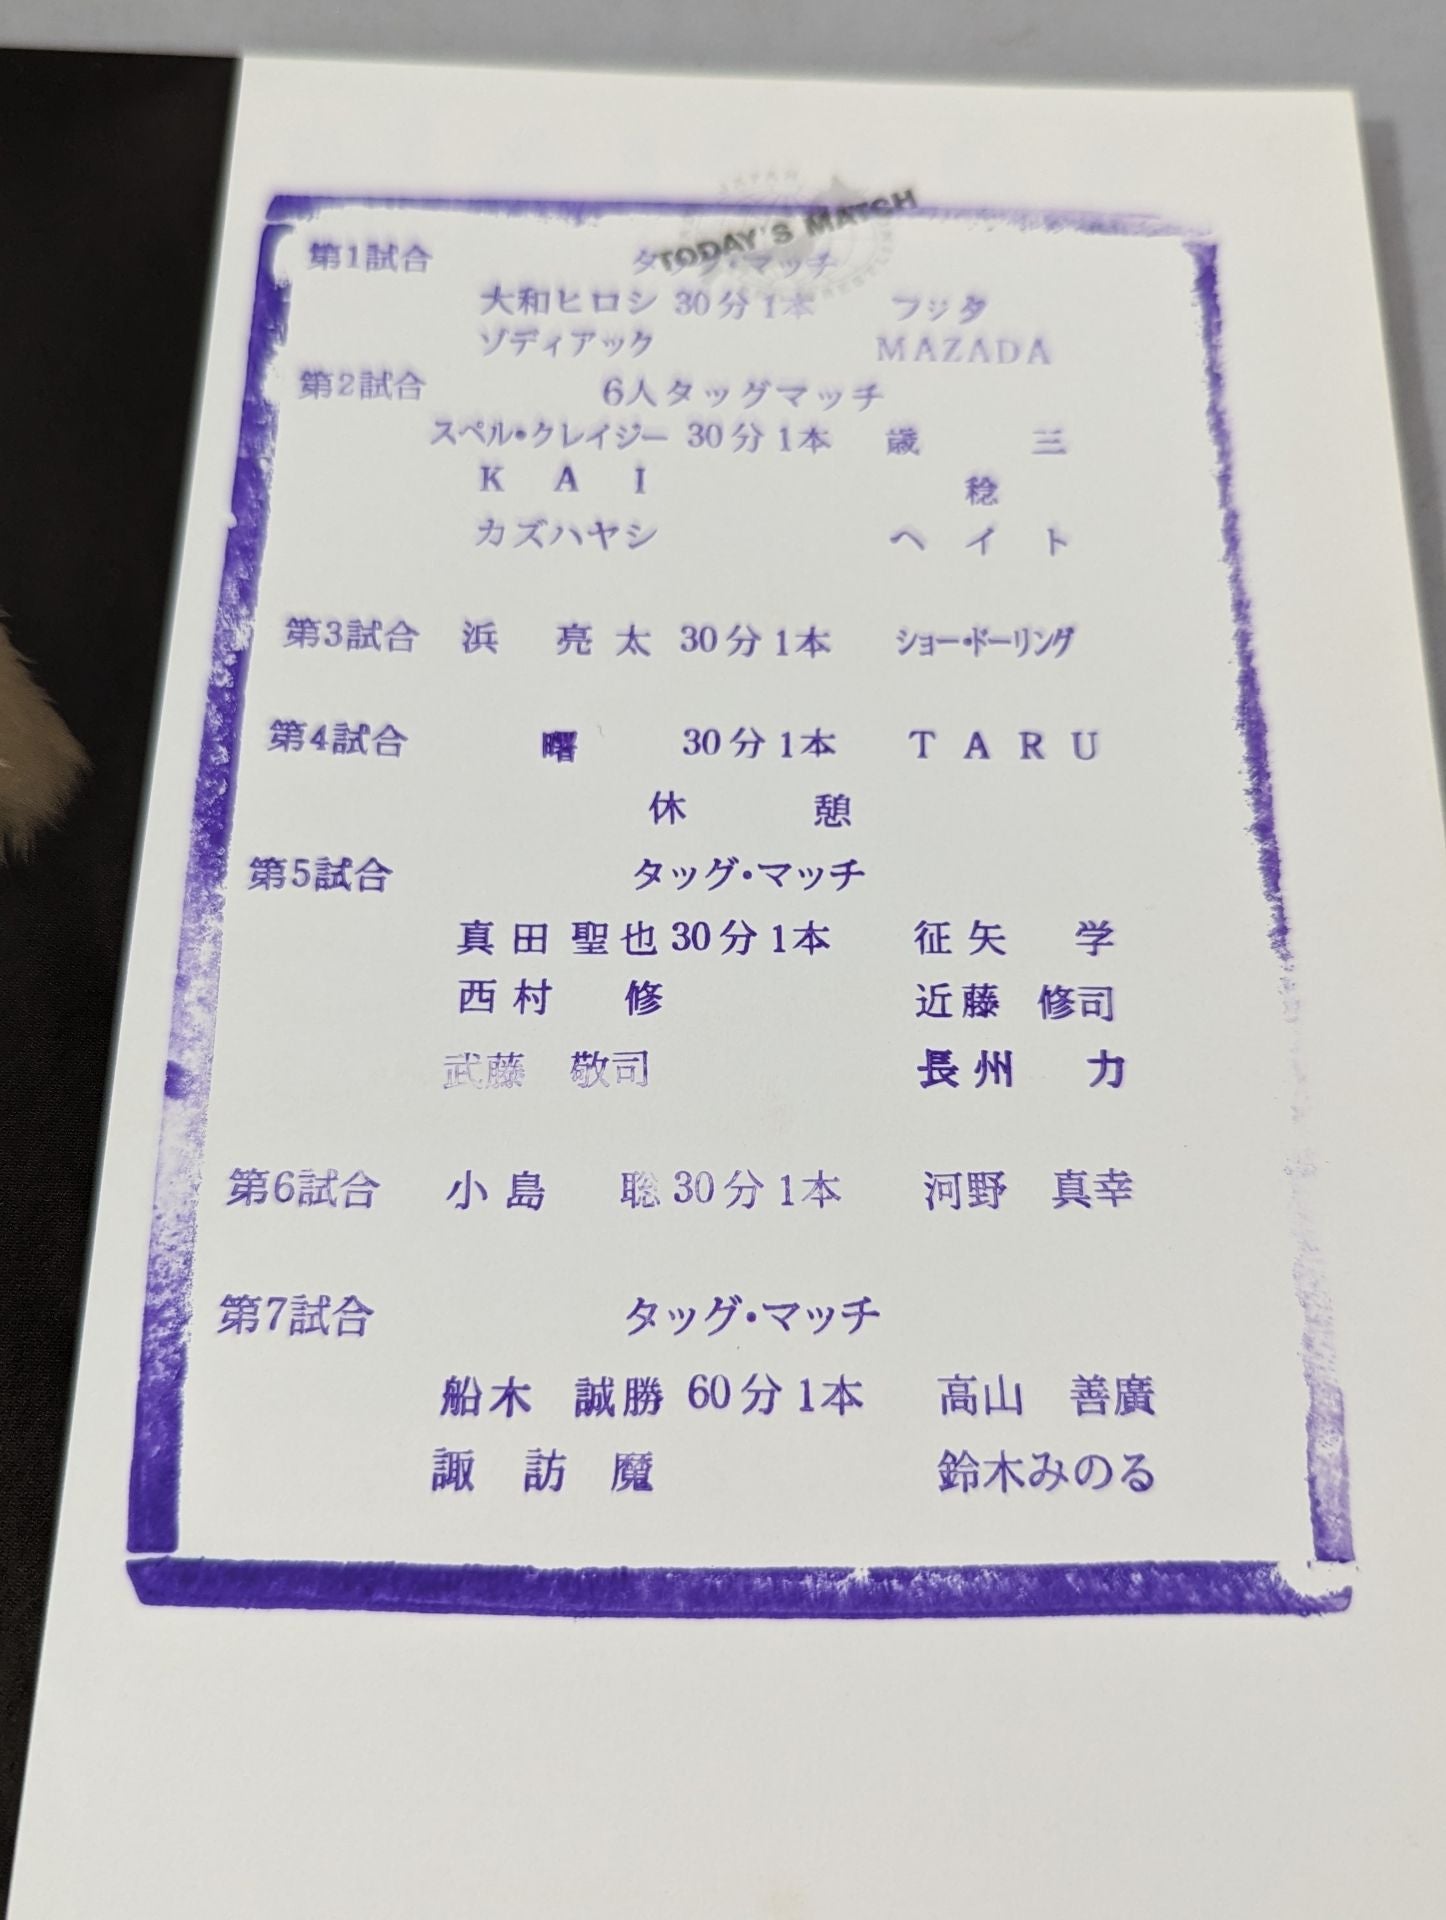 TODAY'S MATCH
第1試合 タッグ・マッチ
大和ヒロシ 30分1本 フジタ
ゾディアック MAZADA
第2試合 6人タッグマッチ
スペル・クレイジー 30分1本 歳三
KAI 稔
カズハヤシ ヘイト
第3試合 浜亮太 30分1本 ジョー・ドーリング
第4試合 曙 30分1本 TARU
休憩
第5試合 タッグ・マッチ
真田聖也 30分1本 征矢学
西村修 近藤修司
武藤敬司 長州力
第6試合 小島聡 30分1本 河野真幸
第7試合 タッグ・マッチ
船木誠勝 60分1本 高山善廣
諏訪魔 鈴木みのる